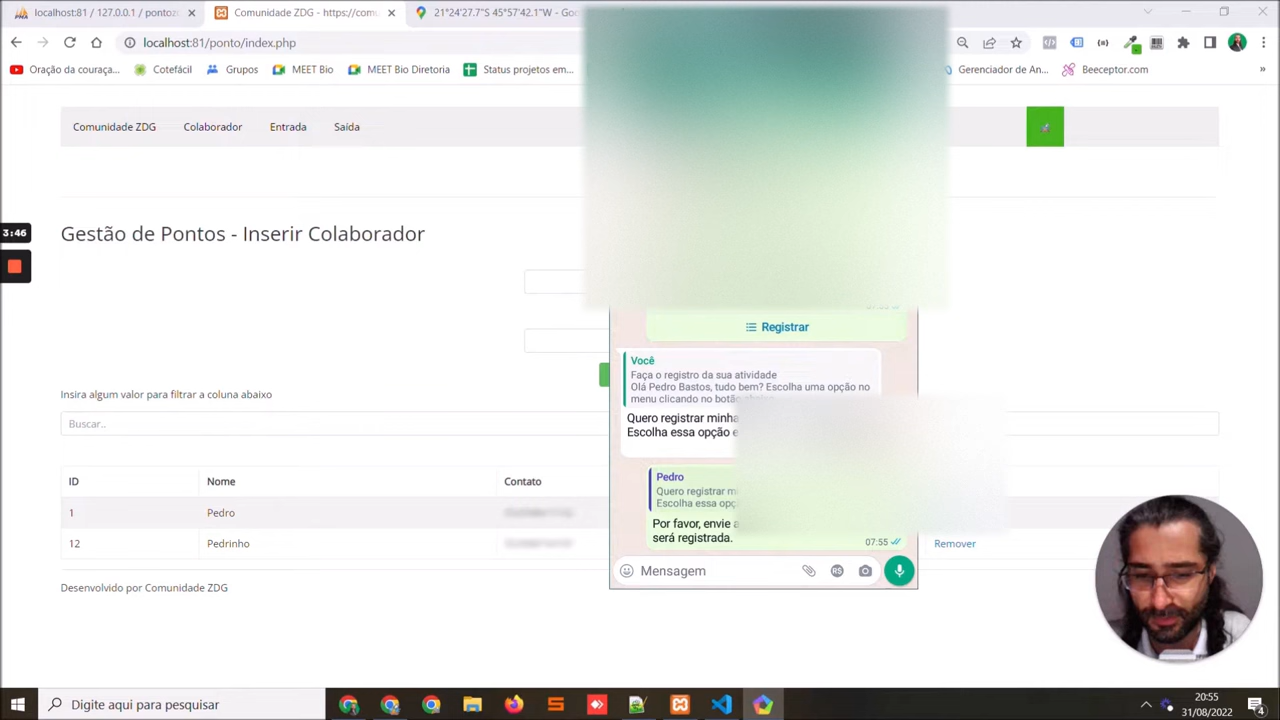 localhost:81 / 127.0.0.1 / pontoz
Comunidade ZDG - https://comu
21°24'27.7"S 45°57'42.1"W - Goo
localhost:81/ponto/index.php
Oração da couraça...
Cotefácil
Grupos
MEET Bio
MEET Bio Diretoria
Status projetos em...
Gerenciador de An...
Beeceptor.com
Comunidade ZDG
Colaborador
Entrada
Saída
3:46
Gestão de Pontos - Inserir Colaborador
Registrar
Você
Faça o registro da sua atividade
Olá Pedro Bastos, tudo bem? Escolha uma opção no
menu clicando no botão
Quero registrar minha
Escolha essa opção e
Insira algum valor para filtrar a coluna abaixo
Buscar..
ID
Nome
Contato
1
Pedro
12
Pedrinho
Remover
Pedro
Quero registrar m
Escolha essa opç
Por favor, envie a
será registrada.
07:55
Mensagem
Desenvolvido por Comunidade ZDG
Digite aqui para pesquisar
20:55
31/08/2022
4